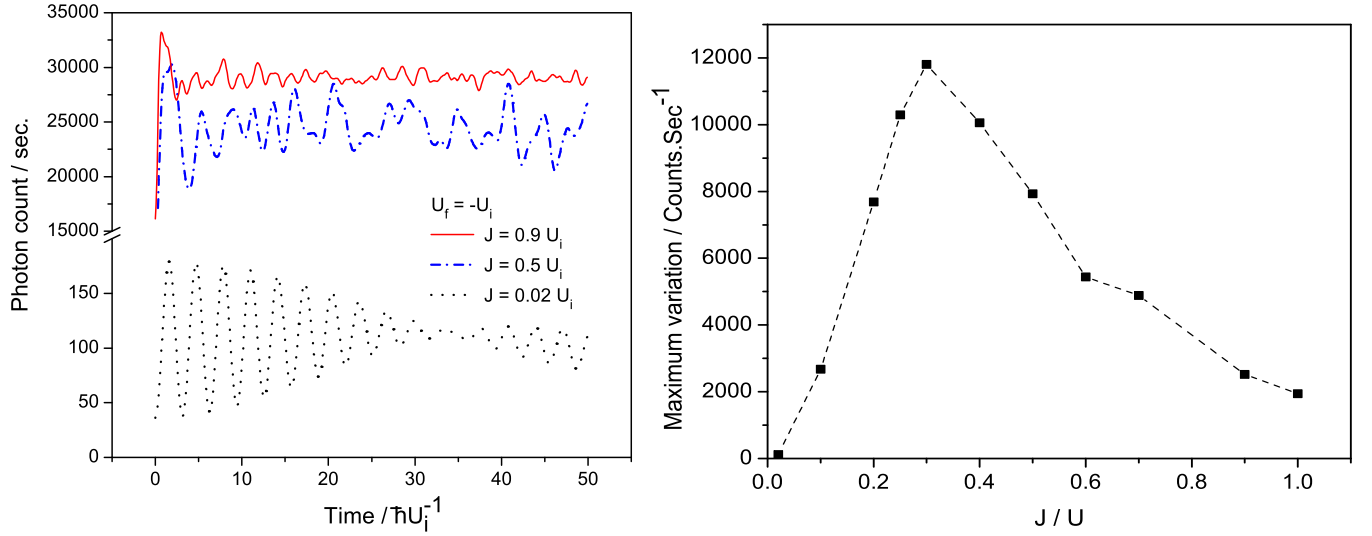 35000
30000
25000
20000
15000
150
100
50
0
Photon count / sec.
U_f = -U_i
J = 0.9 U_i
J = 0.5 U_i
J = 0.02 U_i
0 10 20 30 40 50
Time / ħU_i^-1
12000
10000
8000
6000
4000
2000
0
Maximum variation / Counts.Sec^-1
0.0 0.2 0.4 0.6 0.8 1.0
J / U